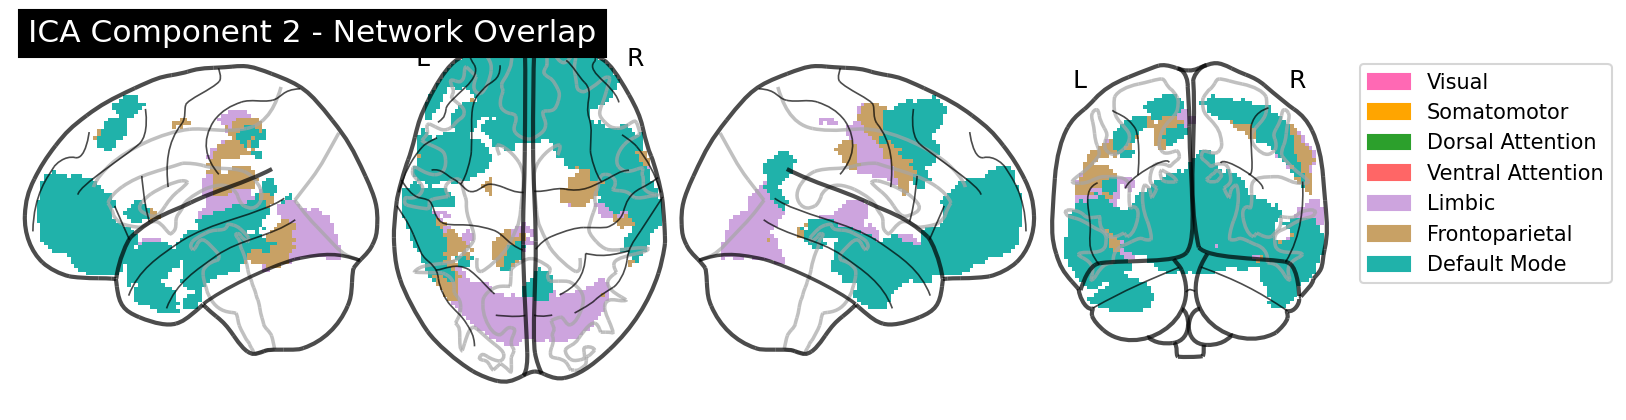 ICA Component 2 - Network Overlap
L
R
L
R
Visual
Somatomotor
Dorsal Attention
Ventral Attention
Limbic
Frontoparietal
Default Mode